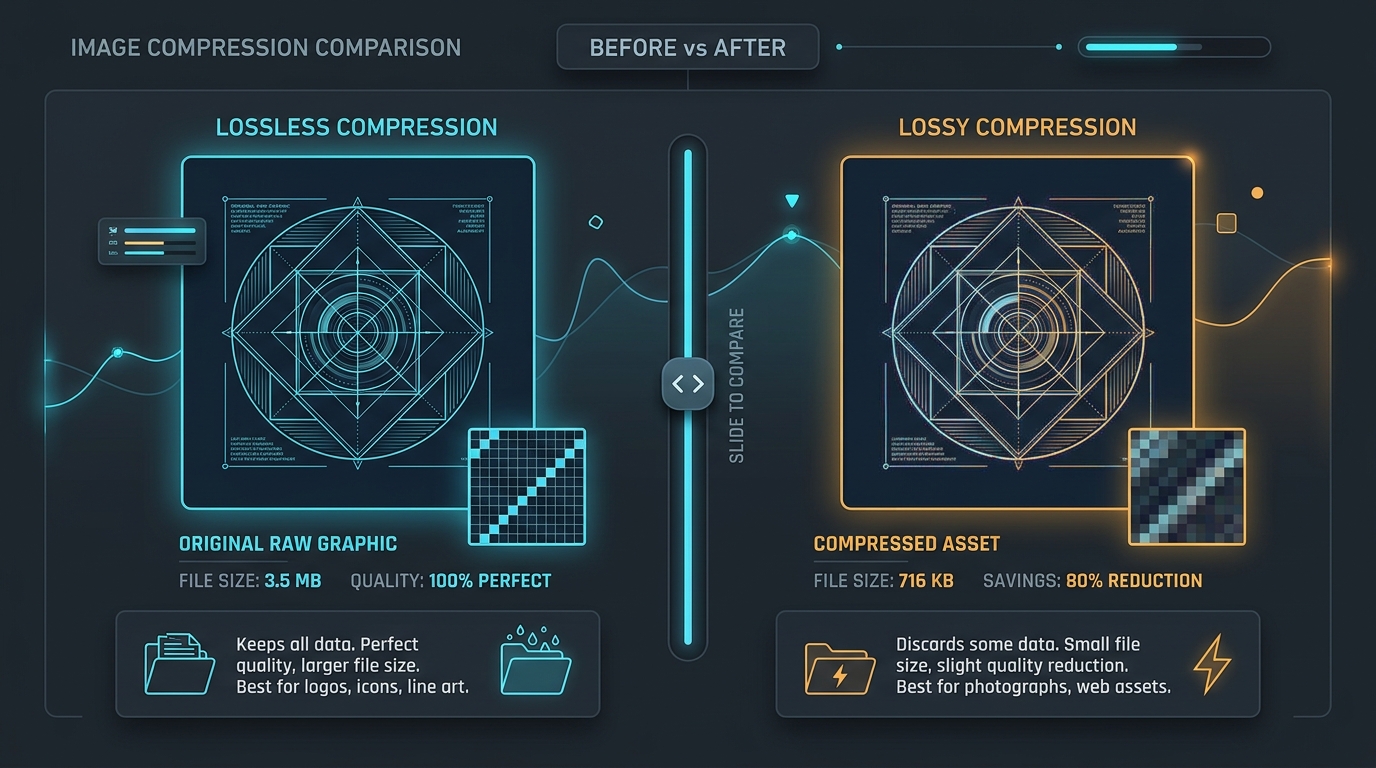 IMAGE COMPRESSION COMPARISON
BEFORE vs AFTER
LOSSLESS COMPRESSION
LOSSY COMPRESSION
SLIDE TO COMPARE
ORIGINAL RAW GRAPHIC
FILE SIZE: 3.5 MB QUALITY: 100% PERFECT
COMPRESSED ASSET
FILE SIZE: 716 KB SAVINGS: 80% REDUCTION
Keeps all data. Perfect
quality, larger file size.
Best for logos, icons, line art.
Discards some data. Small file
size, slight quality reduction.
Best for photographs, web assets.